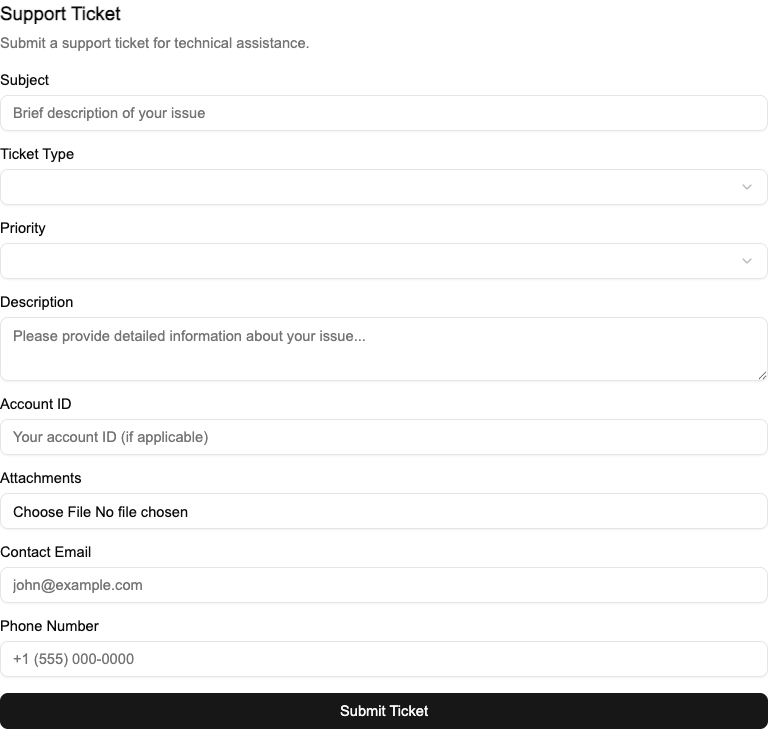 Support Ticket
Submit a support ticket for technical assistance.
Subject
Brief description of your issue
Ticket Type
Priority
Description
Please provide detailed information about your issue...
Account ID
Your account ID (if applicable)
Attachments
Choose File No file chosen
Contact Email
john@example.com
Phone Number
+1 (555) 000-0000
Submit Ticket